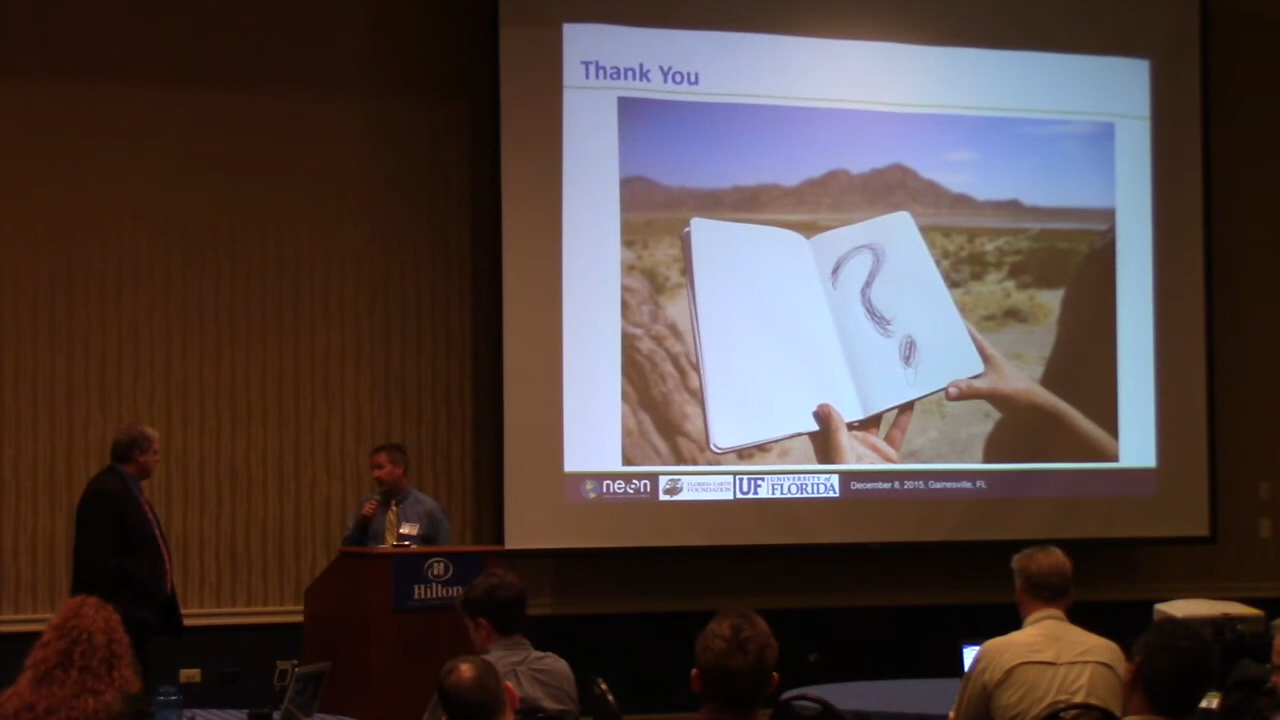 Thank You
?
neon
FLORIDA EARTH
FOUNDATION
UF UNIVERSITY of
FLORIDA
December 8, 2015, Gainesville, FL
H
Hilton